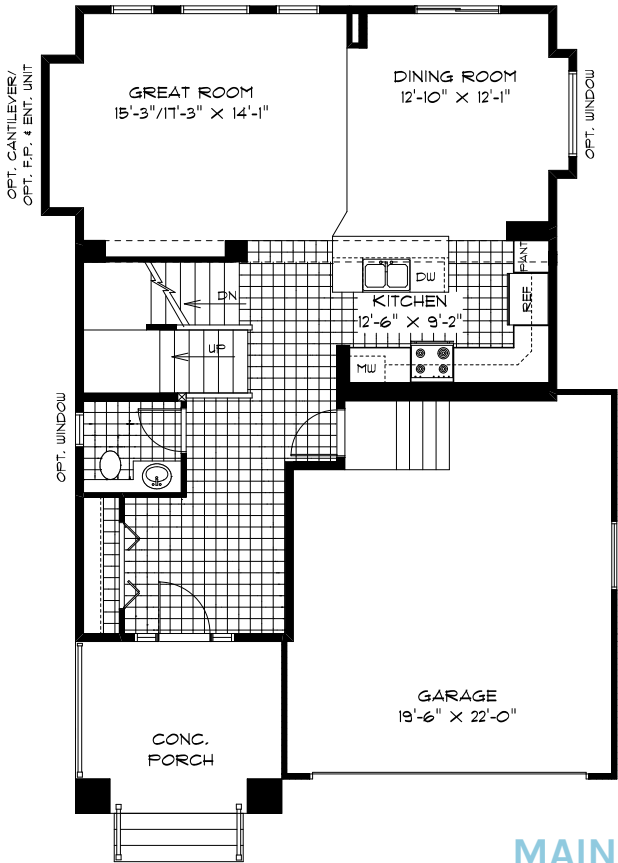 OPT. CANTILEVER/
OPT. F.P. & ENT. UNIT
GREAT ROOM
15'-3"/17'-3" X 14'-1"
DINING ROOM
12'-10" X 12'-1"
OPT. WINDOW
PANT
REF.
DW
KITCHEN
12'-6" X 9'-2"
MW
DN
UP
OPT. WINDOW
GARAGE
19'-6" X 22'-0"
CONC.
PORCH
MAIN